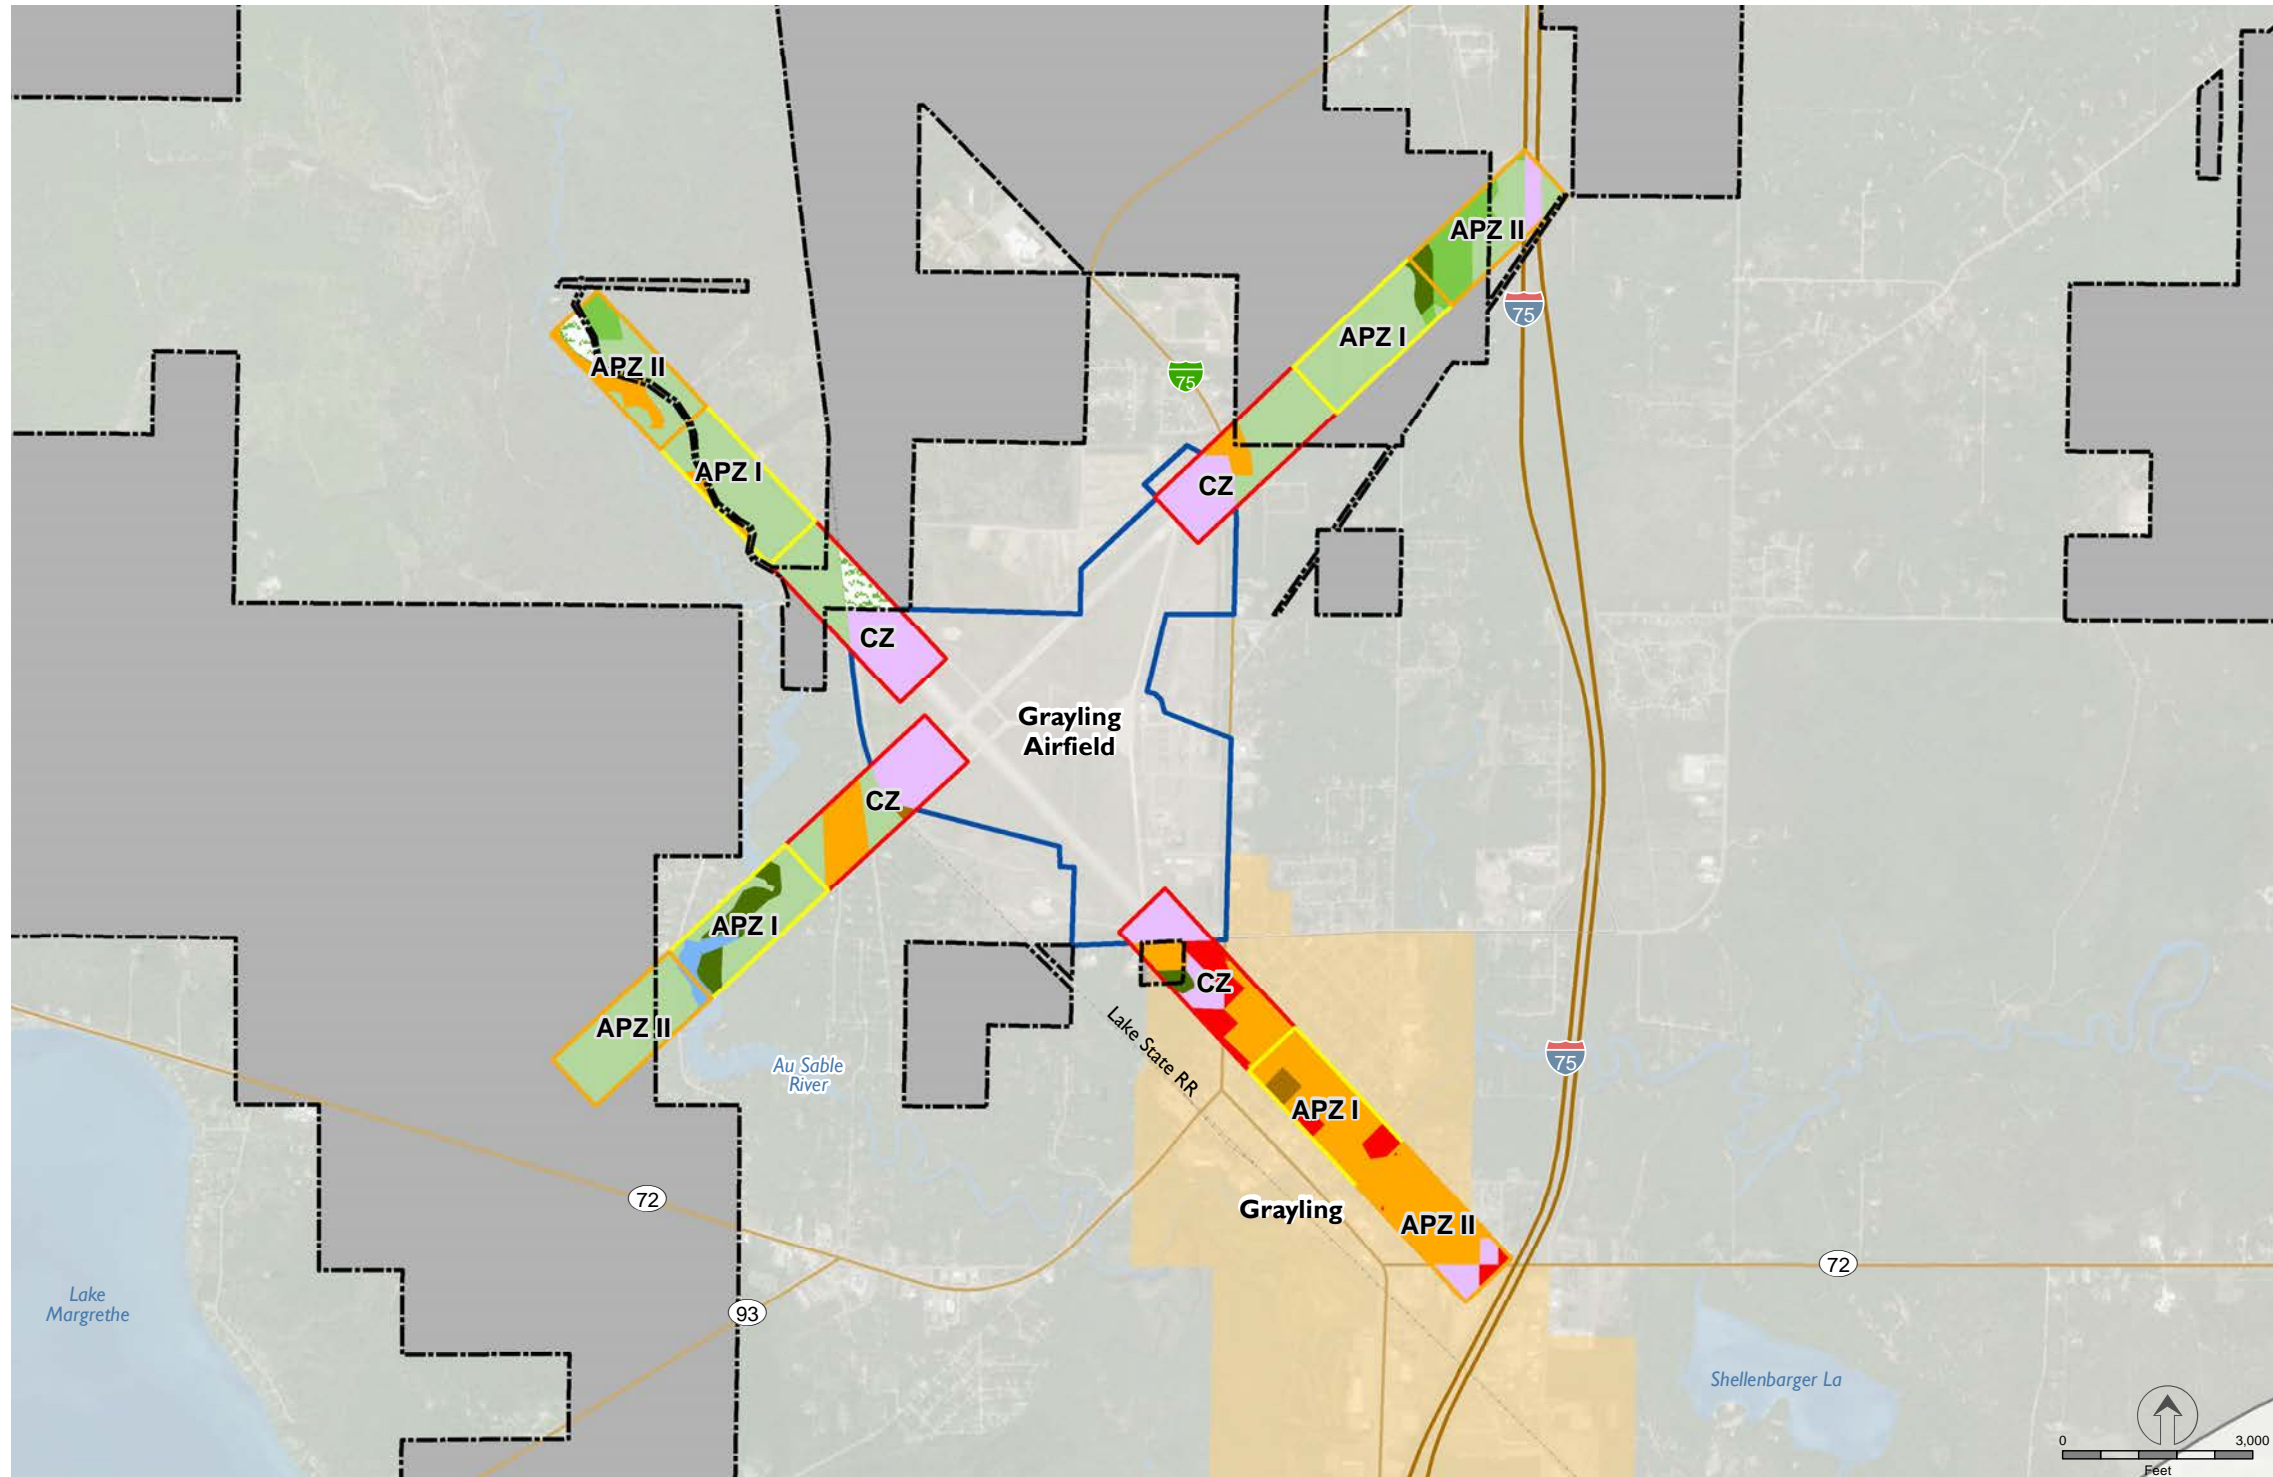 APZ II
75
APZ I
APZ II
75
APZ I
CZ
CZ
Grayling
Airfield
CZ
APZ I
CZ
APZ II
Lake State RR
75
Au Sable
River
APZ I
72
Grayling
APZ II
72
Lake
Margrethe
93
Shellenbarger La
0 3,000
Feet